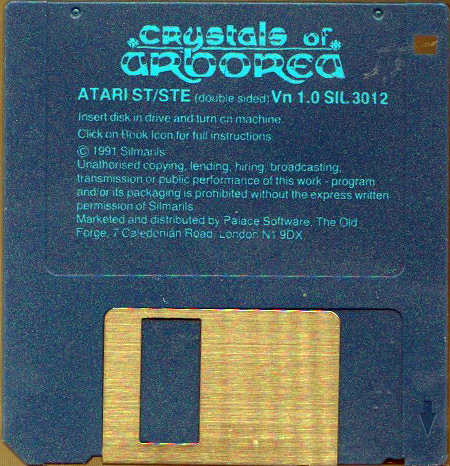 crystals of
arborea
ATARI ST/STE (double sided) Vn 1.0 SIL 3012
Insert disk in drive and turn on machine.
Click on Book Icon for full instructions.
© 1991 Silmarils
Unathorised copying, lending, hiring, broadcasting,
transmission or public performance of this work - program
and/or its packaging is prohibited without the express written
permission of Silmarils.
Marketed and distributed by Palace Software, The Old
Forge, 7 Caledonian Road, London N1 9DX